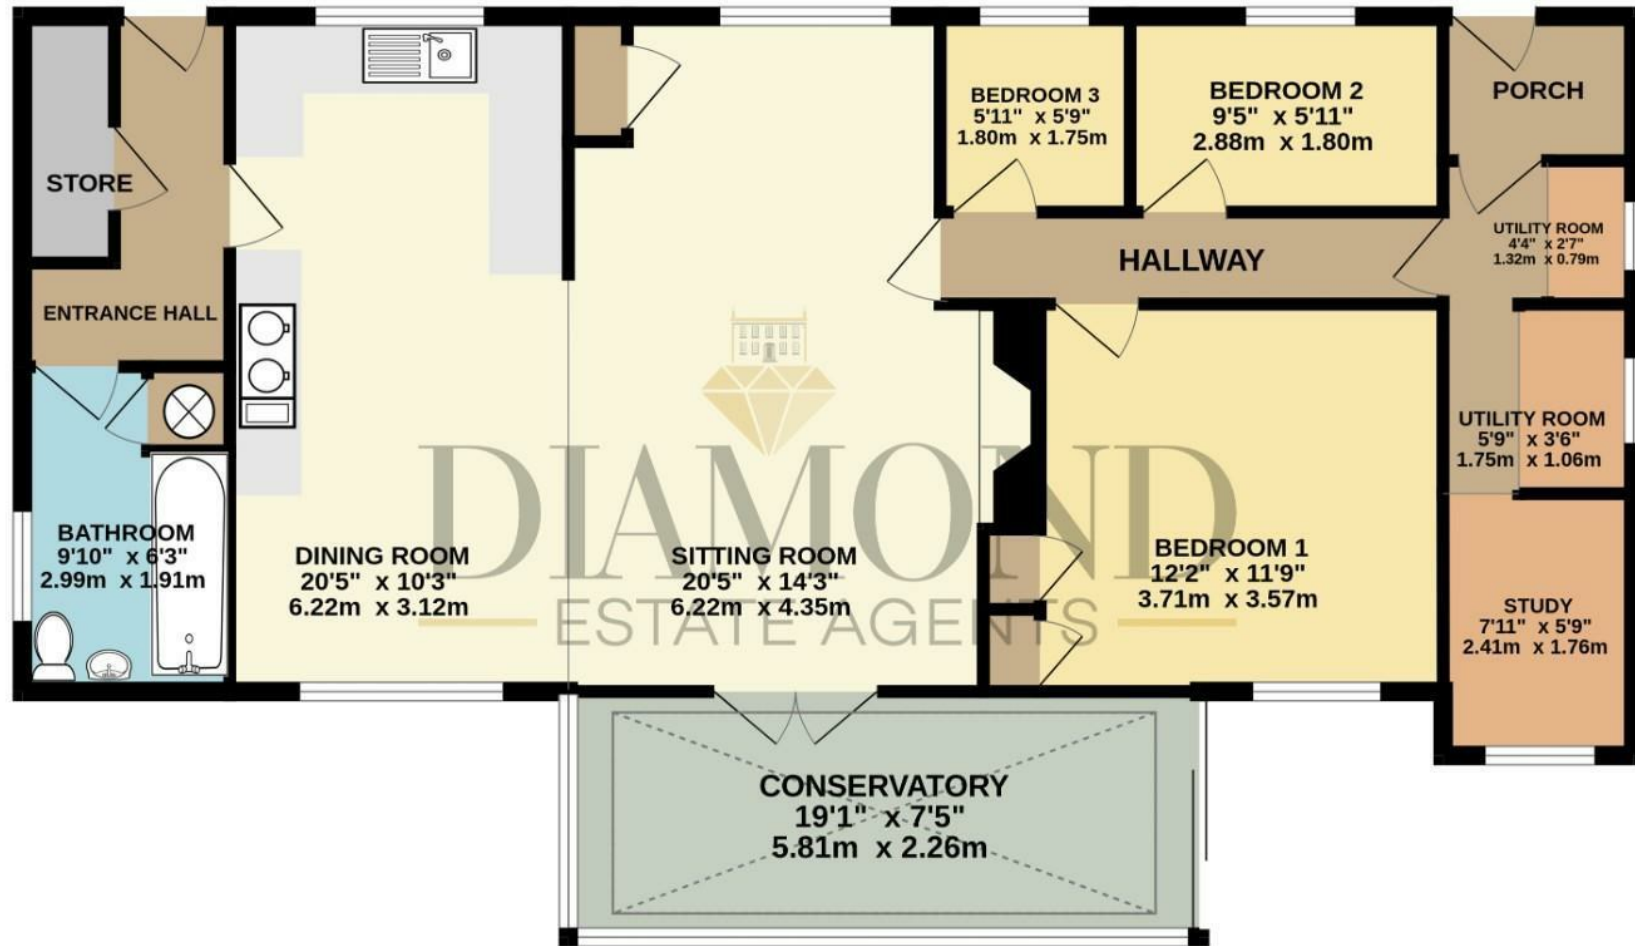 STORE
ENTRANCE HALL
BATHROOM
9'10" x 6'3"
2.99m x 1.91m
DINING ROOM
20'5" x 10'3"
6.22m x 3.12m
SITTING ROOM
20'5" x 14'3"
6.22m x 4.35m
BEDROOM 3
5'11" x 5'9"
1.80m x 1.75m
BEDROOM 2
9'5" x 5'11"
2.88m x 1.80m
PORCH
HALLWAY
UTILITY ROOM
4'4" x 2'7"
1.32m x 0.79m
UTILITY ROOM
5'9" x 3'6"
1.75m x 1.06m
BEDROOM 1
12'2" x 11'9"
3.71m x 3.57m
STUDY
7'11" x 5'9"
2.41m x 1.76m
CONSERVATORY
19'1" x 7'5"
5.81m x 2.26m
DIAMOND
ESTATE AGENTS